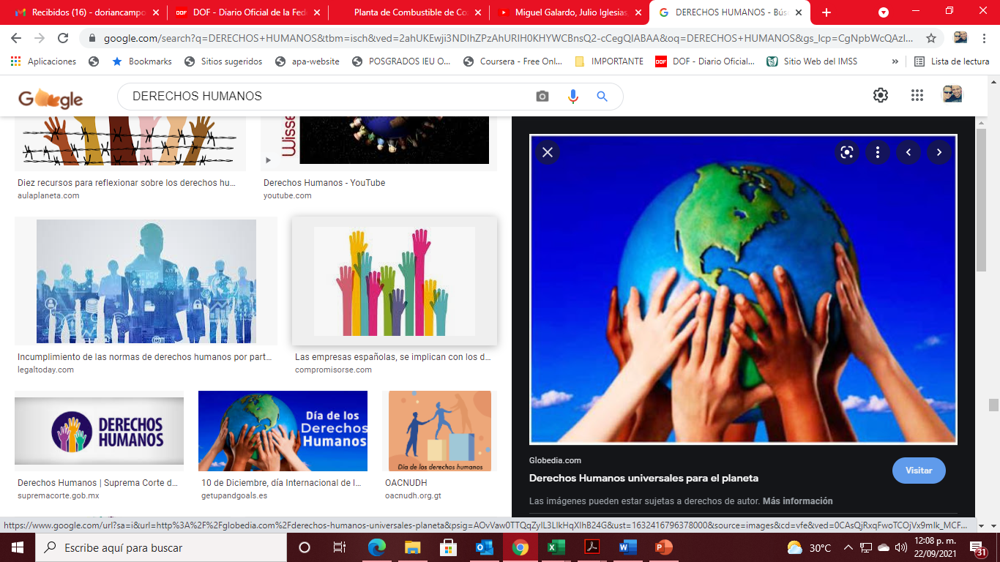 Recibidos (16) - doriancampo
DOF - Diario Oficial de la Fed
Planta de Combustible de Co
Miguel Galardo, Julio Iglesias
DERECHOS HUMANOS - Bús
google.com/search?q=DERECHOS+HUMANOS&tbm=isch&ved=2ahUKEwji3NDIhZPzAhURIH0KHYWCBnsQ2-cCegQIABAA&oq=DERECHOS+HUMANOS&gs_lcp=CgNpbWcQAzI...
Aplicaciones
Bookmarks
Sitios sugeridos
apa-website
POSGRADOS IEU O...
Coursera - Free Onl...
IMPORTANTE
DOF
DOF - Diario Oficial...
Sitio Web del IMSS
»
Lista de lectura
Google
DERECHOS HUMANOS
Wisse
Diez recursos para reflexionar sobre los derechos hu...
aulaplaneta.com
Derechos Humanos - YouTube
youtube.com
Incumplimiento de las normas de derechos humanos por part...
legaltoday.com
Las empresas españolas, se implican con los d...
compromisorse.com
DERECHOS
HUMANOS
Día de los
Derechos
Humanos
Día de los derechos humanos
Derechos Humanos | Suprema Corte d...
supremacorte.gob.mx
10 de Diciembre, día Internacional de l...
getupandgoals.es
OACNUDH
oacnudh.org.gt
Globedia.com
Derechos Humanos universales para el planeta
Visitar
Las imágenes pueden estar sujetas a derechos de autor. Más información
https://www.google.com/url?sa=i&url=http%3A%2F%2Fglobedia.com%2Fderechos-humanos-universales-planeta&psig=AOvVaw0TTQqZyIL3LlkHqXlhB24G&ust=1632416796378000&source=images&cd=vfe&ved=0CAsQjRxqFwoTCOjVx9mIk_MCF...
Escribe aquí para buscar
30°C
12:08 p. m.
22/09/2021
31